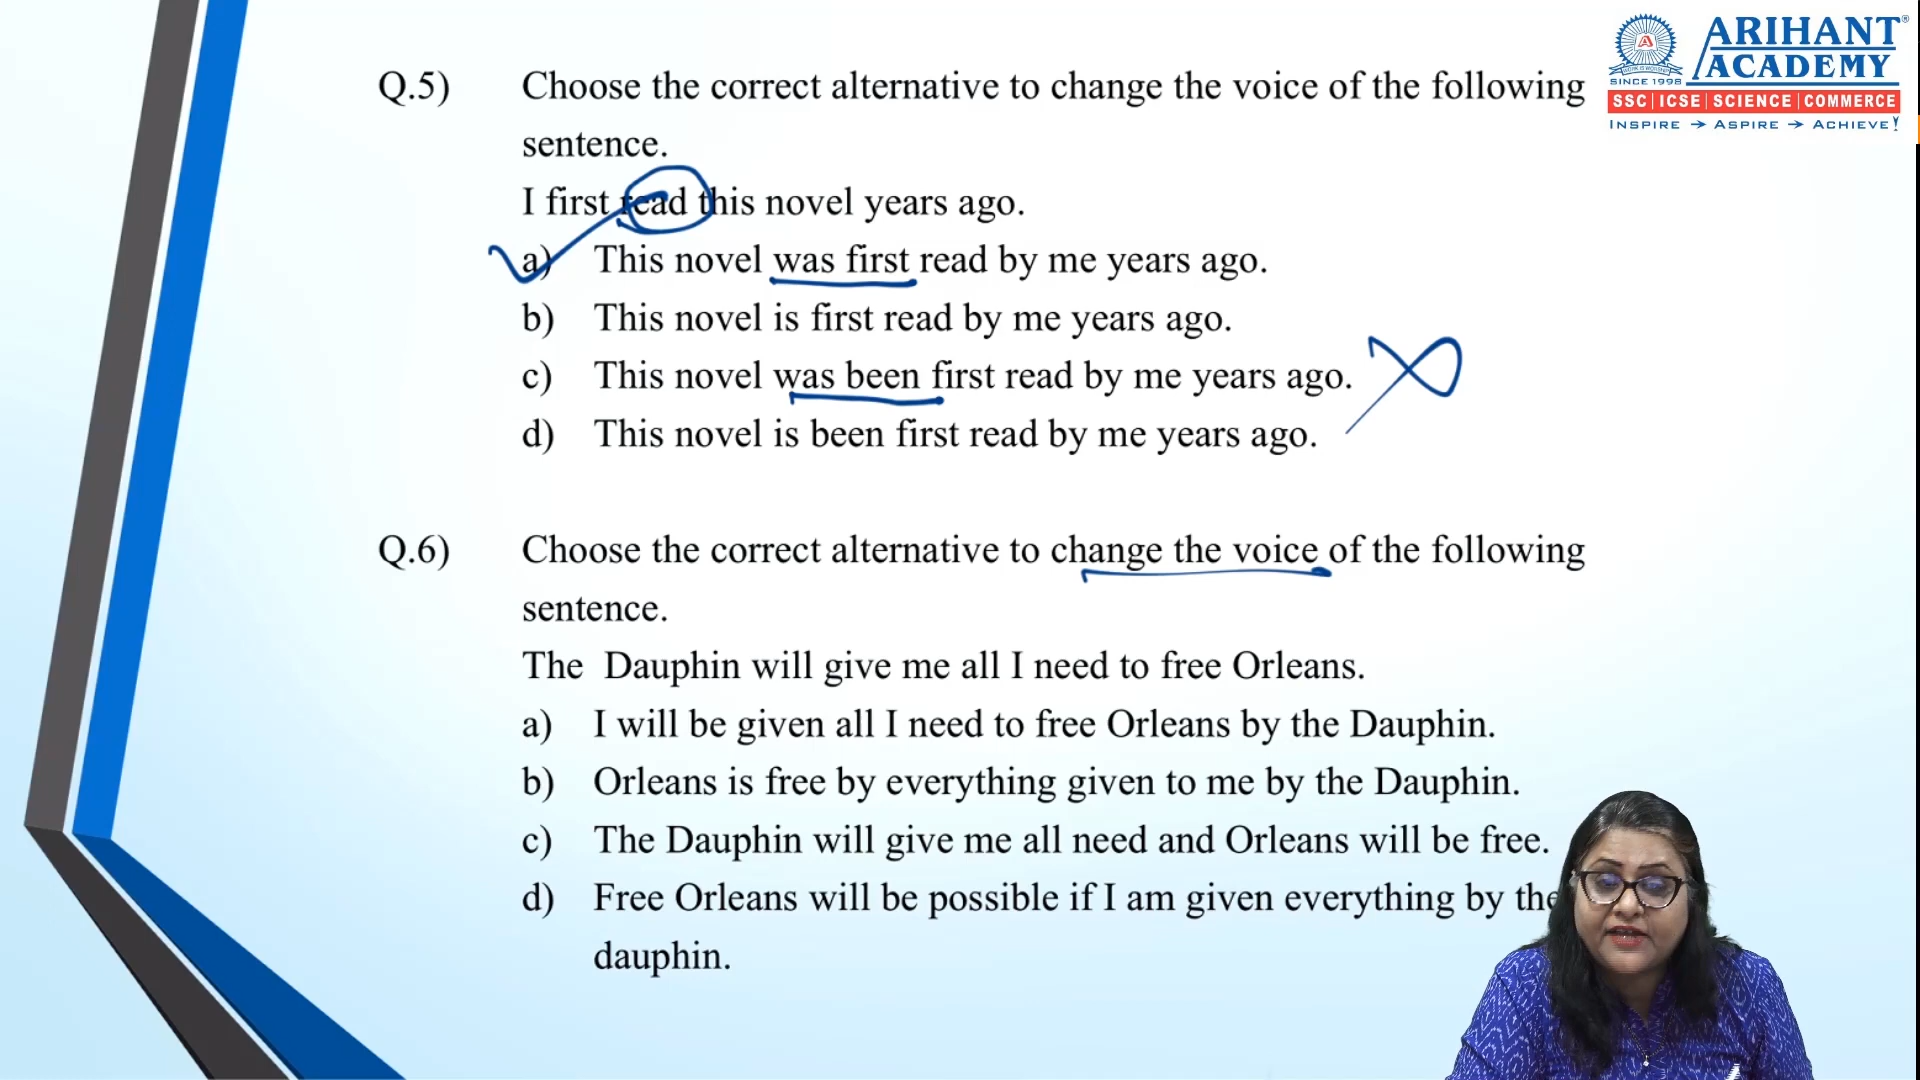 ARIHANT ACADEMY®
SINCE 1998
SSC | ICSE | SCIENCE | COMMERCE
INSPIRE → ASPIRE → ACHIEVE!
Q.5) Choose the correct alternative to change the voice of the following
sentence.
I first read this novel years ago.
a) This novel was first read by me years ago.
b) This novel is first read by me years ago.
c) This novel was been first read by me years ago.
d) This novel is been first read by me years ago.
Q.6) Choose the correct alternative to change the voice of the following
sentence.
The Dauphin will give me all I need to free Orleans.
a) I will be given all I need to free Orleans by the Dauphin.
b) Orleans is free by everything given to me by the Dauphin.
c) The Dauphin will give me all need and Orleans will be free.
d) Free Orleans will be possible if I am given everything by the
dauphin.